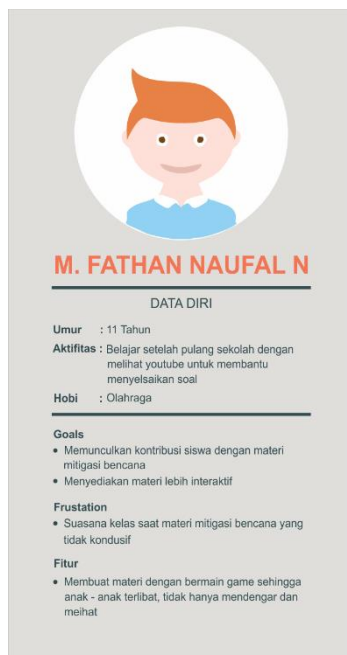 M. FATHAN NAUFAL N
DATA DIRI
Umur : 11 Tahun
Aktifitas : Belajar setelah pulang sekolah dengan
melihat youtube untuk membantu
menyelsaikan soal
Hobi : Olahraga
Goals
• Memunculkan kontribusi siswa dengan materi
mitigasi bencana
• Menyediakan materi lebih interaktif
Frustation
• Suasana kelas saat materi mitigasi bencana yang
tidak kondusif
Fitur
• Membuat materi dengan bermain game sehingga
anak - anak terlibat, tidak hanya mendengar dan
meihat